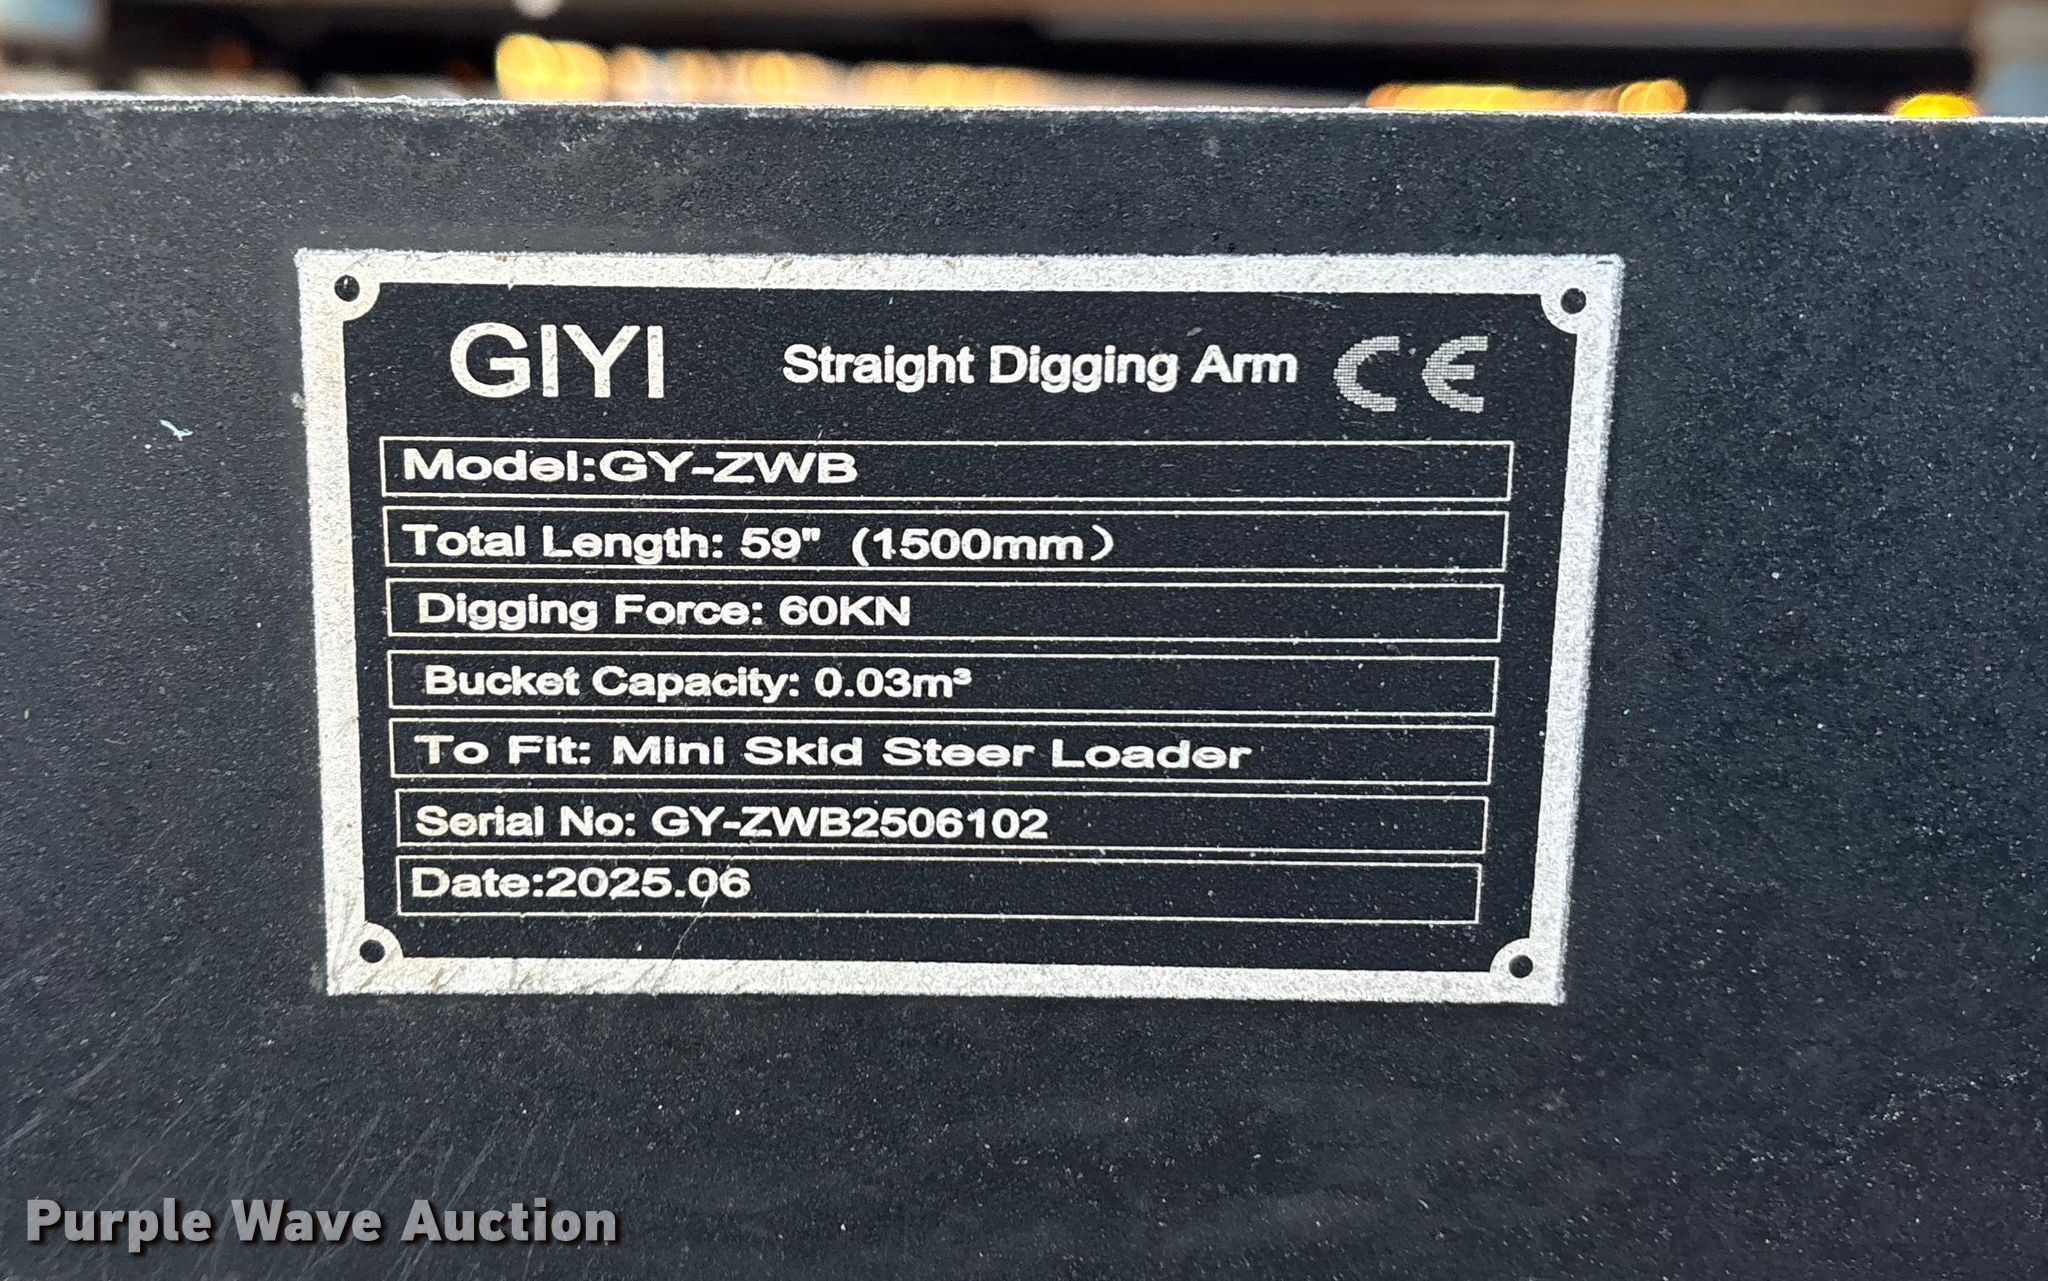 GIYI Straight Digging Arm CE
Model:GY-ZWB
Total Length: 59" (1500mm）
Digging Force: 60KN
Bucket Capacity: 0.03m³
To Fit: Mini Skid Steer Loader
Serial No: GY-ZWB2506102
Date:2025.06
Purple Wave Auction